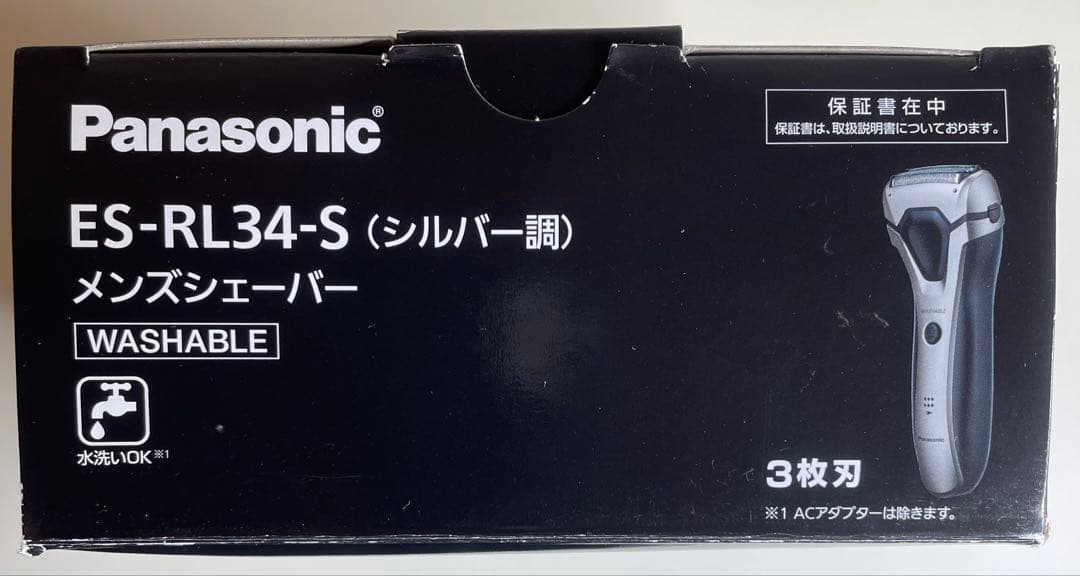 Panasonic®
保証書在中
保証書は、取扱説明書についております。
ES-RL34-S（シルバー調）
メンズシェーバー
WASHABLE
水洗いOK※1
WASHABLE
Panasonic
3枚刃
※1 ACアダプターは除きます。